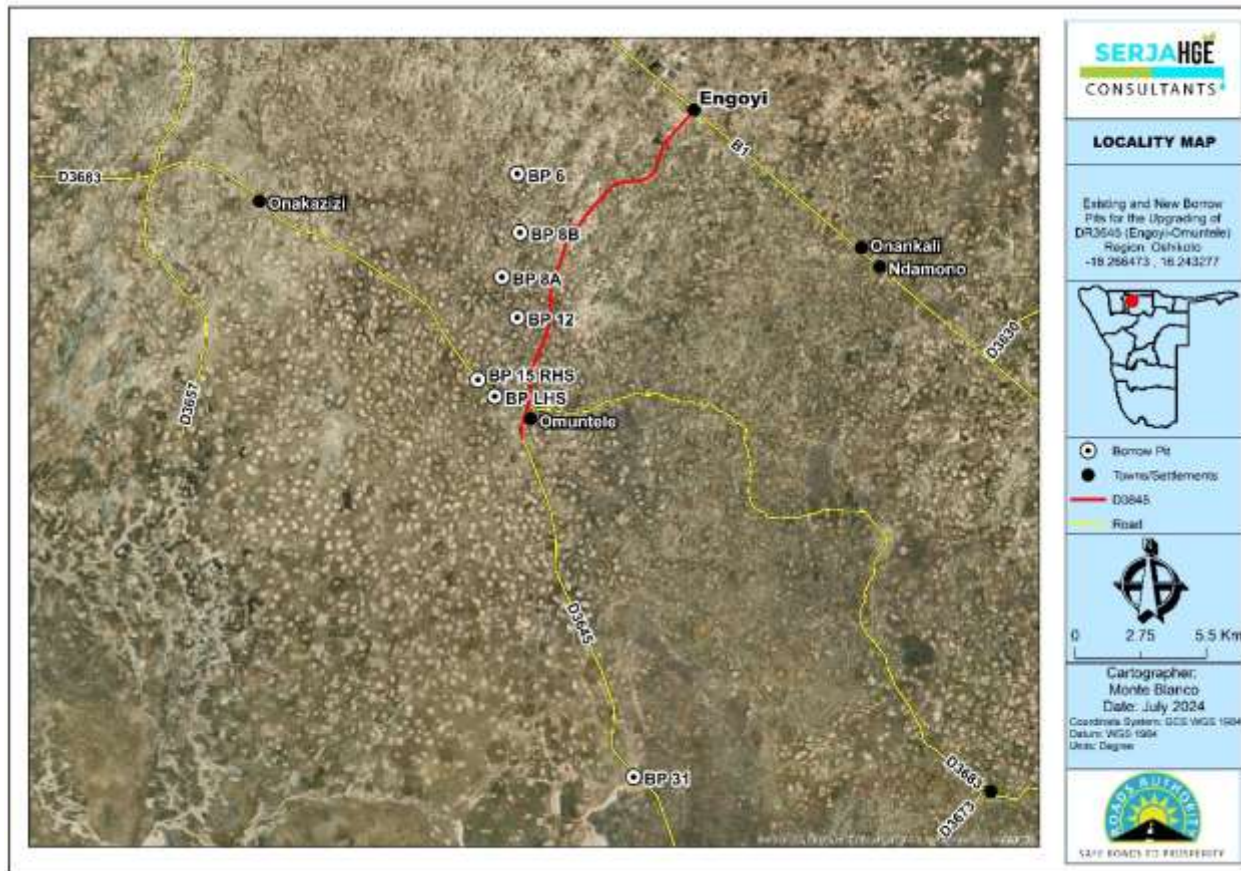 Engoyi
B1
BP 6
D3683
Onakazizi
BP 8B
Onankali
Ndamono
BP 8A
BP 12
D3630
BP 15 RHS
BP LHS
Omuntele
D3657
D3645
BP 31
D3683
D3673
SERJA HGE
CONSULTANTS
LOCALITY MAP
Existing and New Borrow
Pits for the Upgrading of
DR3645 (Engoyi-Omuntele)
Region: Oshikoto
-18.266473 , 16.243277
Borrow Pit
Towns/Settlements
D3645
Road
0 2.75 5.5 Km
Cartographer:
Monte Blanco
Date: July 2024
Coordinate System: GCS WGS 1984
Datum: WGS 1984
Units: Degree
ROADS AUTHORITY
SAFE ROADS TO PROSPERITY